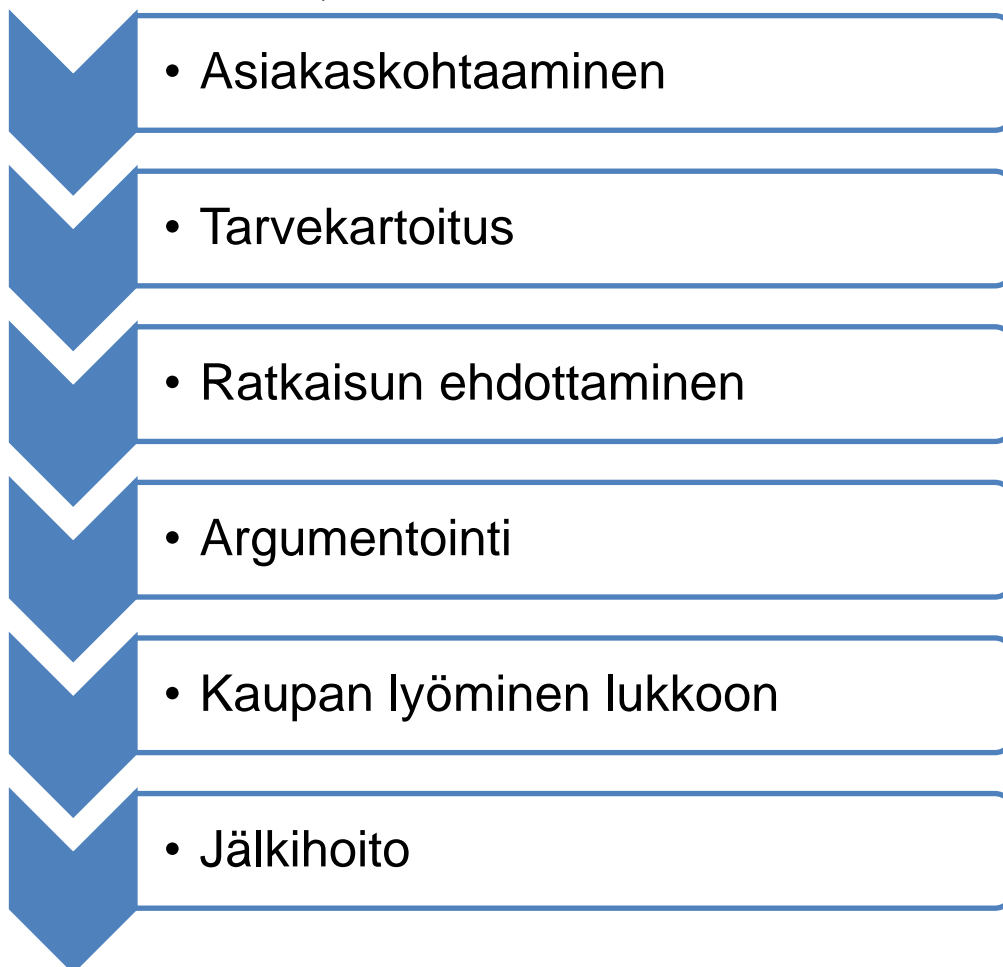 • Asiakaskohtaaminen
• Tarvekartoitus
• Ratkaisun ehdottaminen
• Argumentointi
• Kaupan lyöminen lukkoon
• Jälkihoito